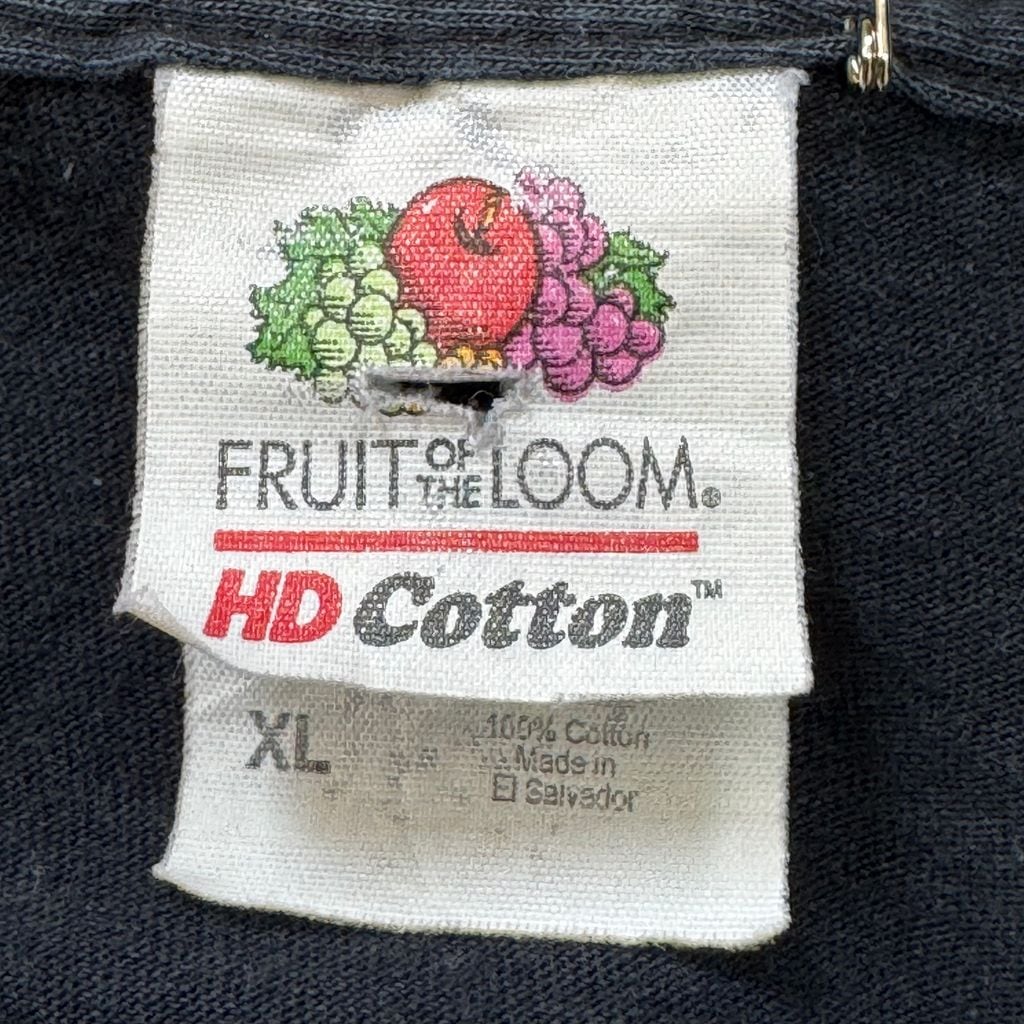 FRUIT OF THE LOOM®
HD Cotton™
XL
100% Cotton
Made in
El Salvador